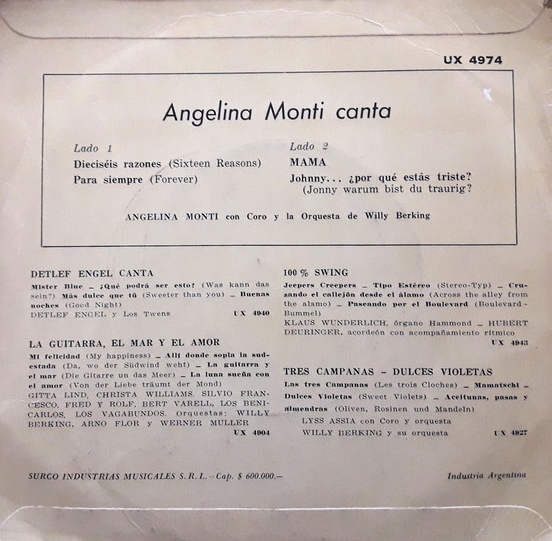 UX 4974
Angelina Monti canta
Lado 1
Dieciséis razones (Sixteen Reasons)
Para siempre (Forever)
Lado 2
MAMA
Johnny... ¿por qué estás triste?
(Jonny warum bist du traurig?
ANGELINA MONTI con Coro y la Orquesta de Willy Berking
DETLEF ENGEL CANTA
Mister Blue – ¿Qué podrá ser esto? (Was kann das
sein?) Más dulce que tú (Sweeter than you) – Buenas
noches (Good Night)
DETLEF ENGEL y Los Twens
UX 4940
LA GUITARRA, EL MAR Y EL AMOR
Mi felicidad (My happiness) – Allí donde sopla la sud-
estada (Da, wo der Südwind weht) – La guitarra y
el mar (Die Gitarre un das Meer) – La luna sueña con
el amor (Von der Liebe träumt der Mond)
GITTA LIND, CHRISTA WILLIAMS, SILVIO FRAN-
CESCO, FRED Y ROLF, BERT VARELL, LOS BENI-
CARLOS, LOS VAGABUNDOS. Orquestas: WILLY
BERKING, ARNO FLOR y WERNER MULLER
UX 4904
100 % SWING
Jeepers Creepers – Tipo Estéreo (Stereo-Typ) – Cru-
zando el callejón desde el álamo (Across the alley from
the alamo) – Paseando por el Boulevard (Boulevard-
Bummel)
KLAUS WUNDERLICH, órgano Hammond – HUBERT
DEURINGER, acordeón con acompañamiento rítmico
UX 4943
TRES CAMPANAS – DULCES VIOLETAS
Las tres Campanas (Les trois Cloches) – Mamatschi –
Dulces Violetas (Sweet Violets) – Aceitunas, pasas y
almendras (Oliven, Rosinen und Mandeln)
LYSS ASSIA con Coro y orquesta
WILLY BERKING y su orquesta
UX 4927
SURCO INDUSTRIAS MUSICALES S. R. L. – Cap. $ 600.000.–
Industria Argentina